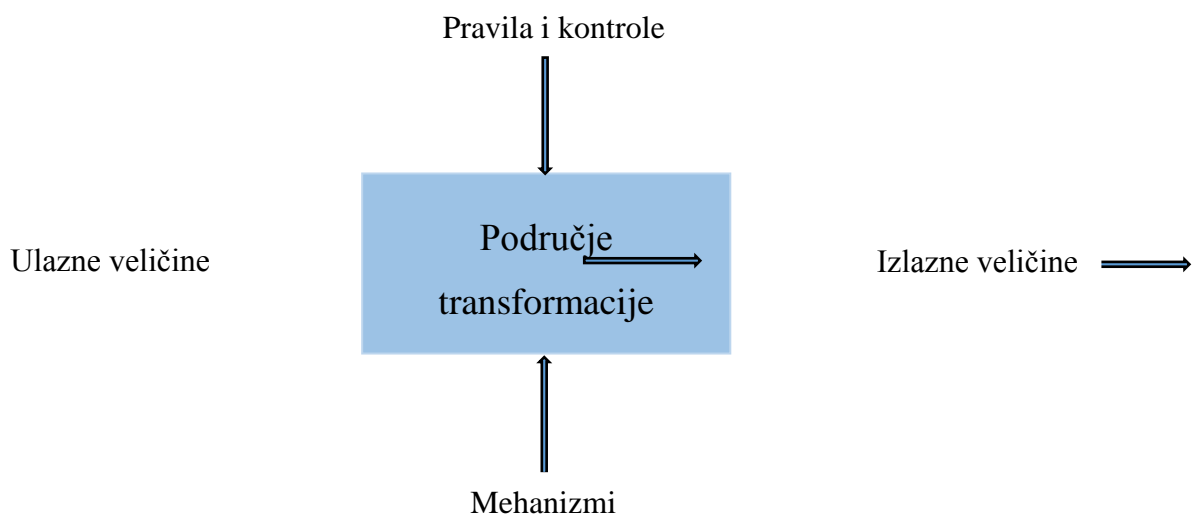 Pravila i kontrole
Područje
Ulazne veličine
Izlazne veličine
transformacije
Mehanizmi